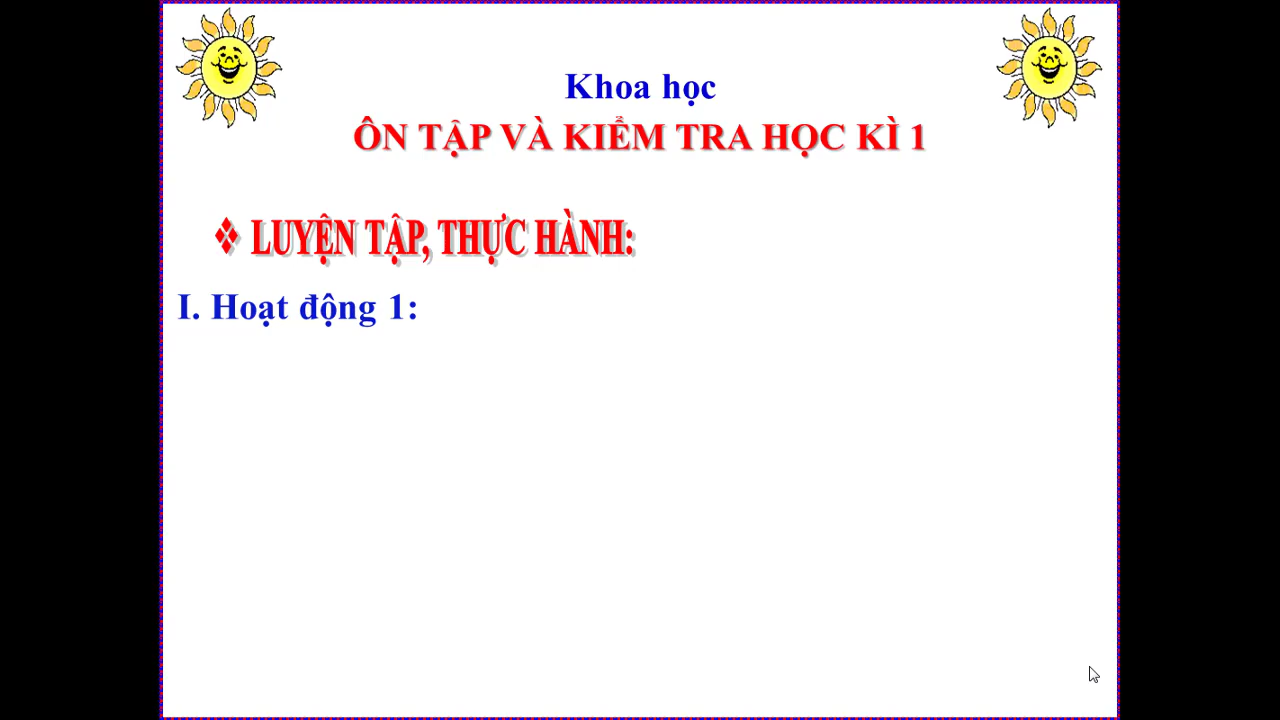 Khoa học
ÔN TẬP VÀ KIỂM TRA HỌC KÌ 1
❖ LUYỆN TẬP, THỰC HÀNH:
I. Hoạt động 1: